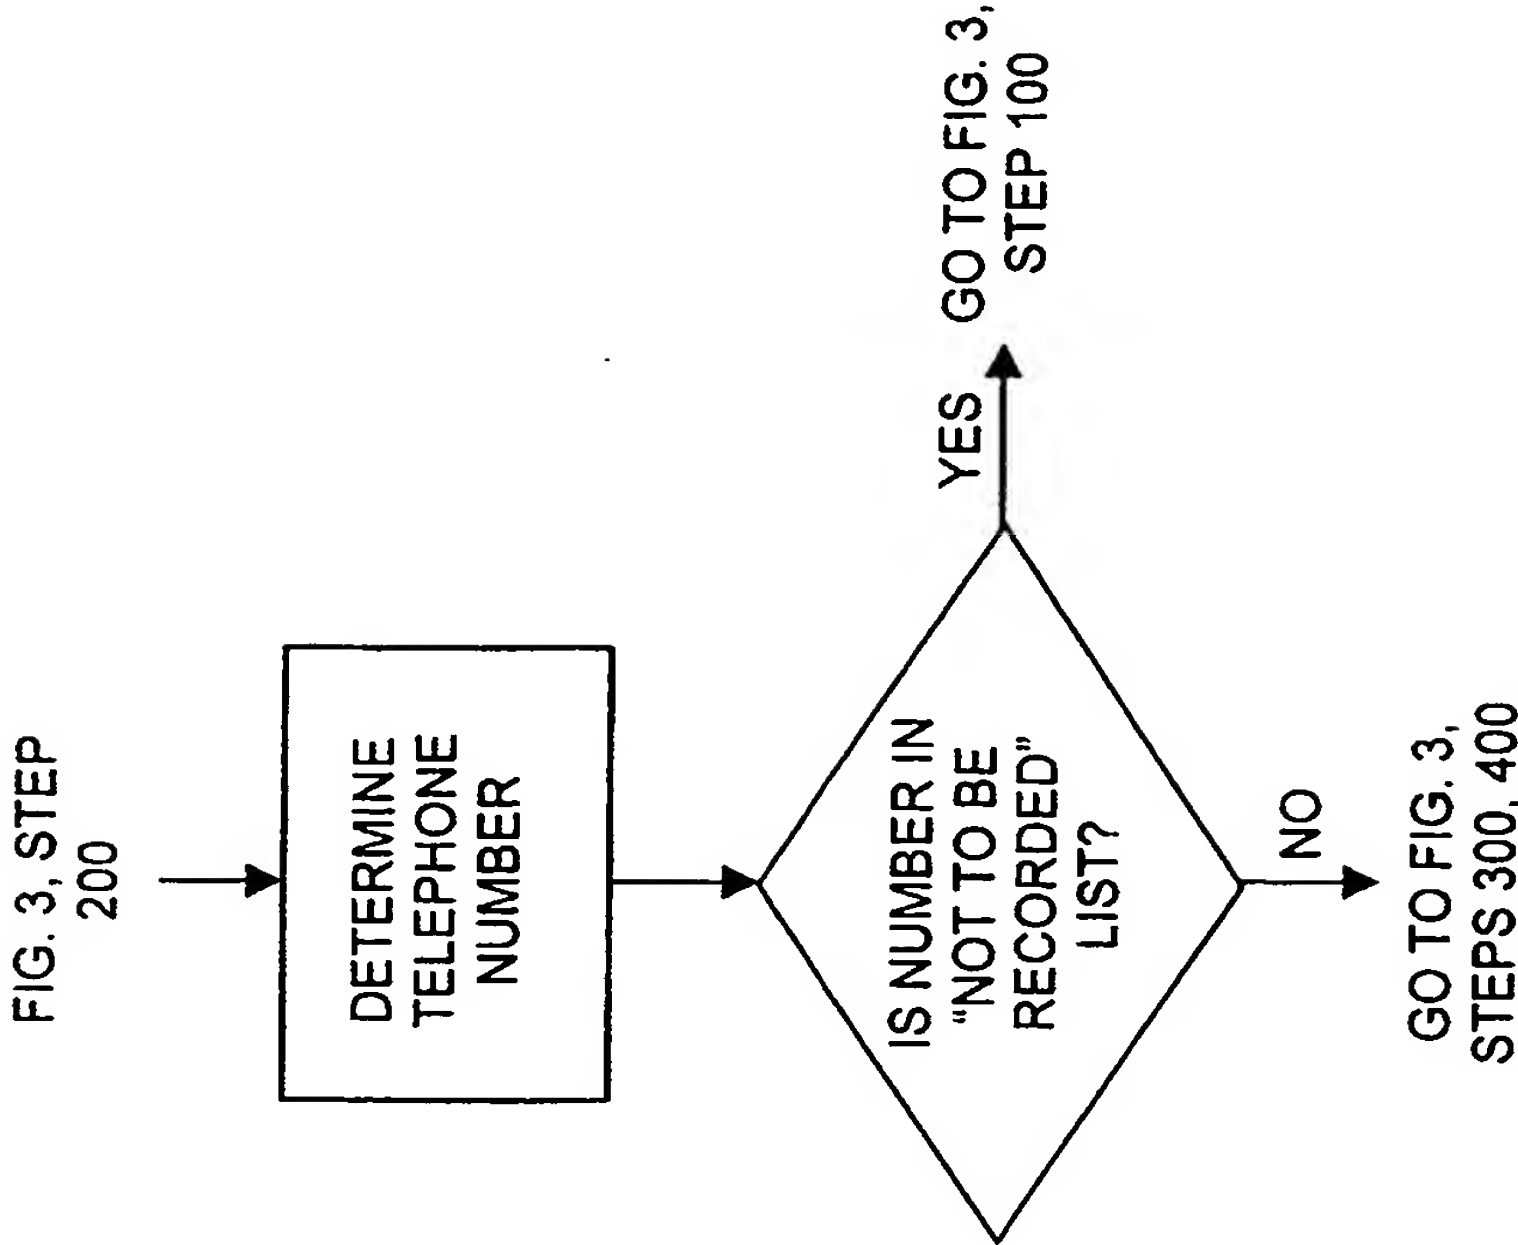 FIG. 3, STEP
200
DETERMINE
TELEPHONE
NUMBER
IS NUMBER IN
“NOT TO BE
RECORDED”
LIST?
YES
GO TO FIG. 3,
STEP 100
NO
GO TO FIG. 3,
STEPS 300, 400